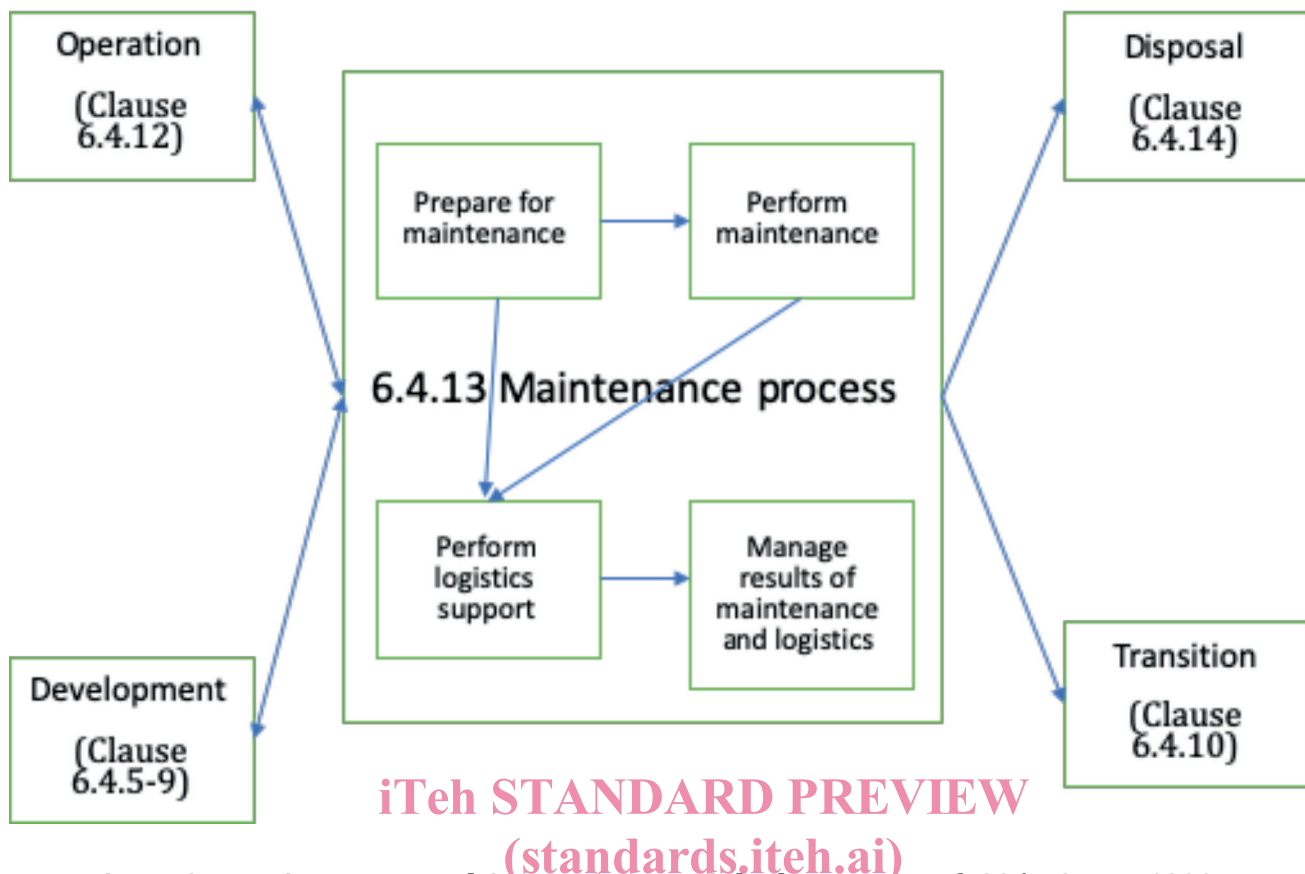 Operation
(Clause
6.4.12)
Disposal
(Clause
6.4.14)
Prepare for
maintenance
Perform
maintenance
6.4.13 Maintenance process
Perform
logistics
support
Manage
results of
maintenance
and logistics
Development
(Clause
6.4.5-9)
Transition
(Clause
6.4.10)
iTeh STANDARD PREVIEW
(standards.iteh.ai)